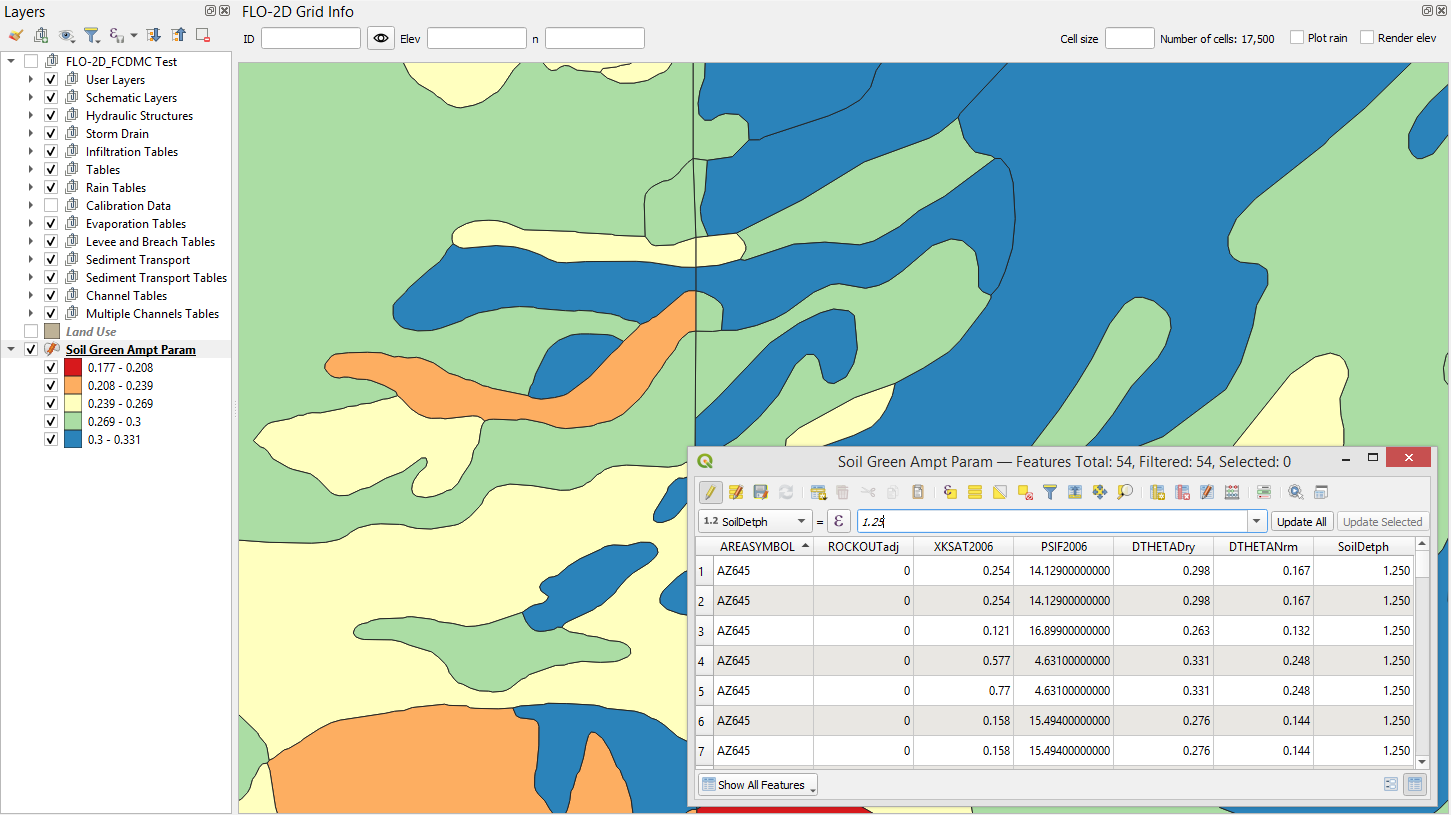 Layers
FLO-2D Grid Info
ID
Elev
n
Cell size
Number of cells: 17,500
Plot rain
Render elev
FLO-2D_FCDMC Test
User Layers
Schematic Layers
Hydraulic Structures
Storm Drain
Infiltration Tables
Tables
Rain Tables
Calibration Data
Evaporation Tables
Levee and Breach Tables
Sediment Transport
Sediment Transport Tables
Channel Tables
Multiple Channels Tables
Land Use
Soil Green Ampt Param
0.177 - 0.208
0.208 - 0.239
0.239 - 0.269
0.269 - 0.3
0.3 - 0.331
Soil Green Ampt Param — Features Total: 54, Filtered: 54, Selected: 0
1.2 SoilDetph = ε 1.25 Update All Update Selected
AREASYMBOL ROCKOUTadj XKSAT2006 PSIF2006 DTHETADry DTHETANrm SoilDetph
1 AZ645 0 0.254 14.12900000000 0.298 0.167 1.250
2 AZ645 0 0.254 14.12900000000 0.298 0.167 1.250
3 AZ645 0 0.121 16.89900000000 0.263 0.132 1.250
4 AZ645 0 0.577 4.63100000000 0.331 0.248 1.250
5 AZ645 0 0.77 4.63100000000 0.331 0.248 1.250
6 AZ645 0 0.158 15.49400000000 0.276 0.144 1.250
7 AZ645 0 0.158 15.49400000000 0.276 0.144 1.250
Show All Features